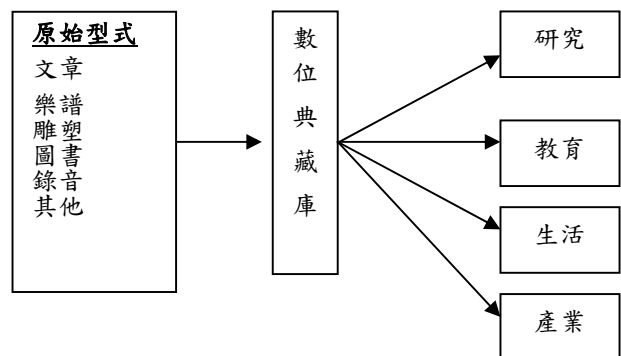 原始型式
文章
樂譜
雕塑
圖書
錄音
其他
數位典藏庫
研究
教育
生活
產業